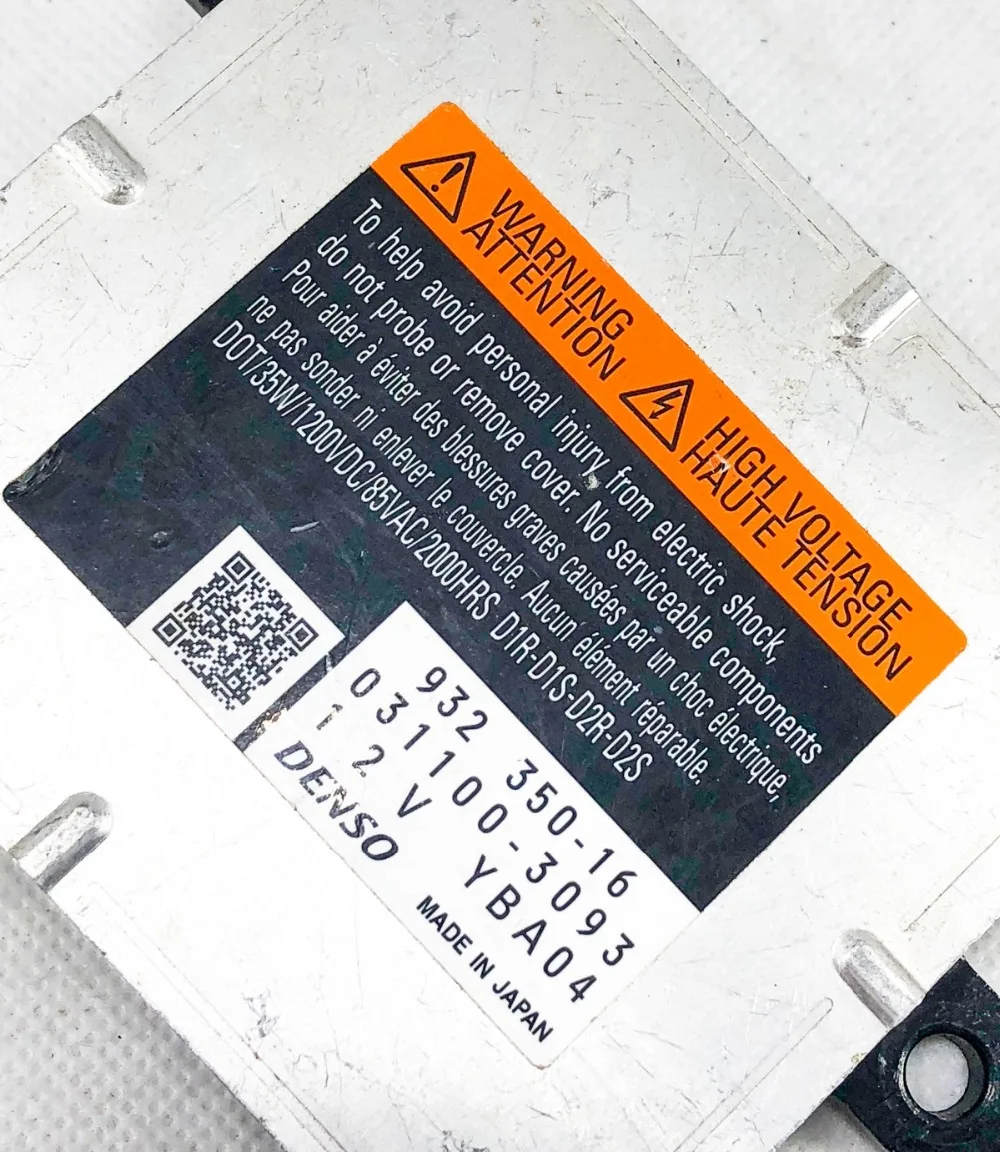 WARNING
ATTENTION
HIGH VOLTAGE
HAUTE TENSION
To help avoid personal injury from electric shock,
do not probe or remove cover. No serviceable components
Pour aider à éviter des blessures graves causées par un choc électrique,
ne pas sonder ni enlever le couvercle. Aucun élément réparable.
DOT/35W/1200VDC/85VAC/2000HRS D1R-D1S-D2R-D2S
932 350-16
031100-3093
12V YBA04
DENSO MADE IN JAPAN